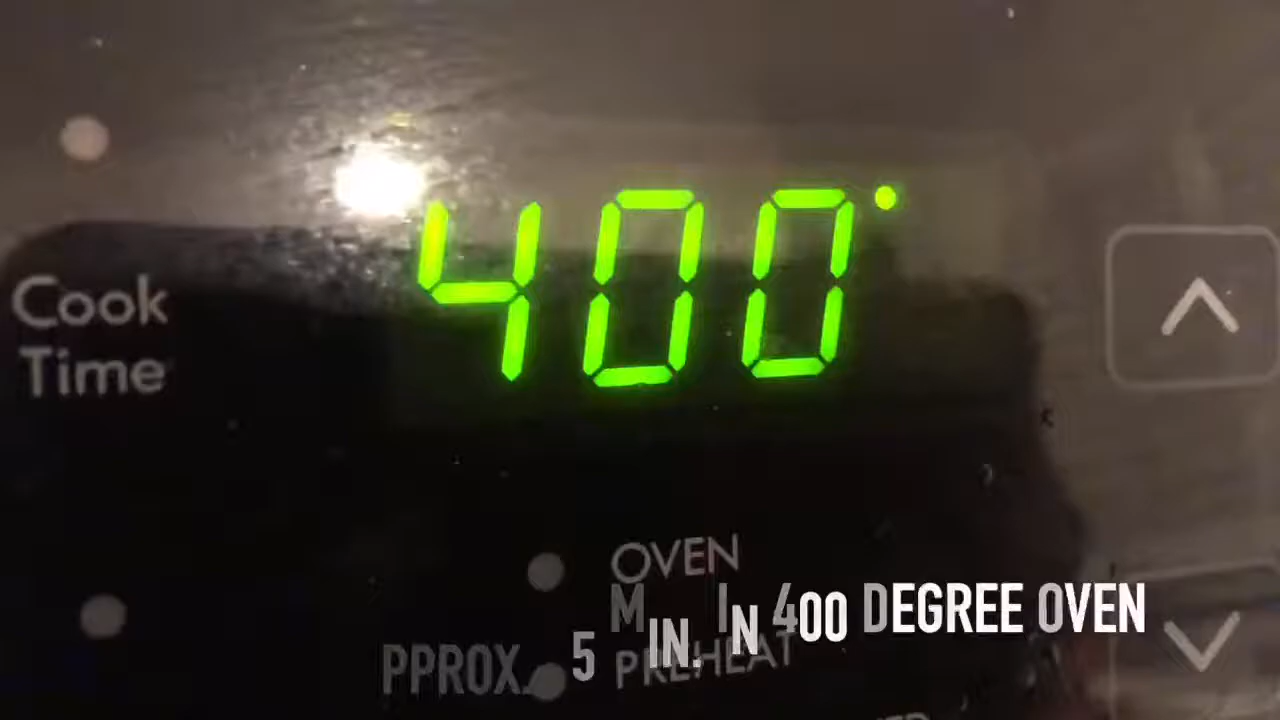 400°
Cook
Time
OVEN
PPROX. 5 MIN. IN 400 DEGREE OVEN
PREHEAT